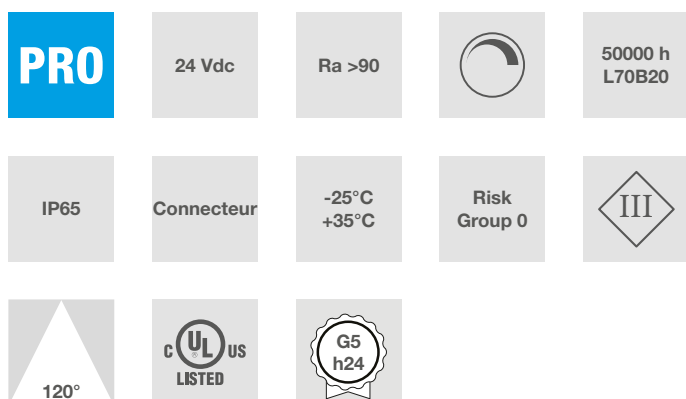 PRO
24 Vdc
Ra >90
50000 h
L70B20
IP65
Connecteur
-25°C
+35°C
Risk
Group 0
III
120°
C UL US
®
LISTED
G5
h24